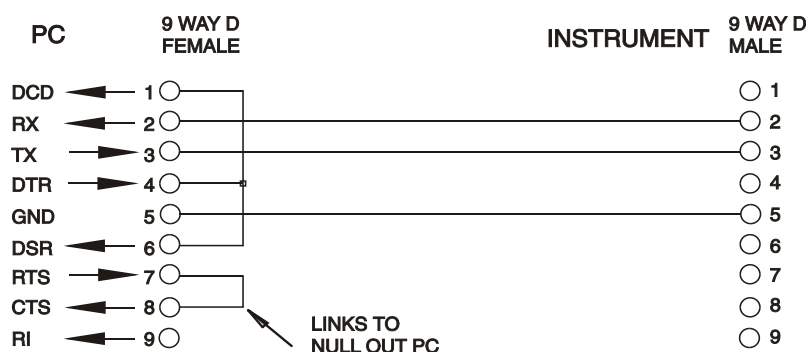 PC
9 WAY D
FEMALE
INSTRUMENT
9 WAY D
MALE
DCD 1 1
RX 2 2
TX 3 3
DTR 4 4
GND 5 5
DSR 6 6
RTS 7 7
CTS 8 8
RI 9 9
LINKS TO
NULL OUT PC